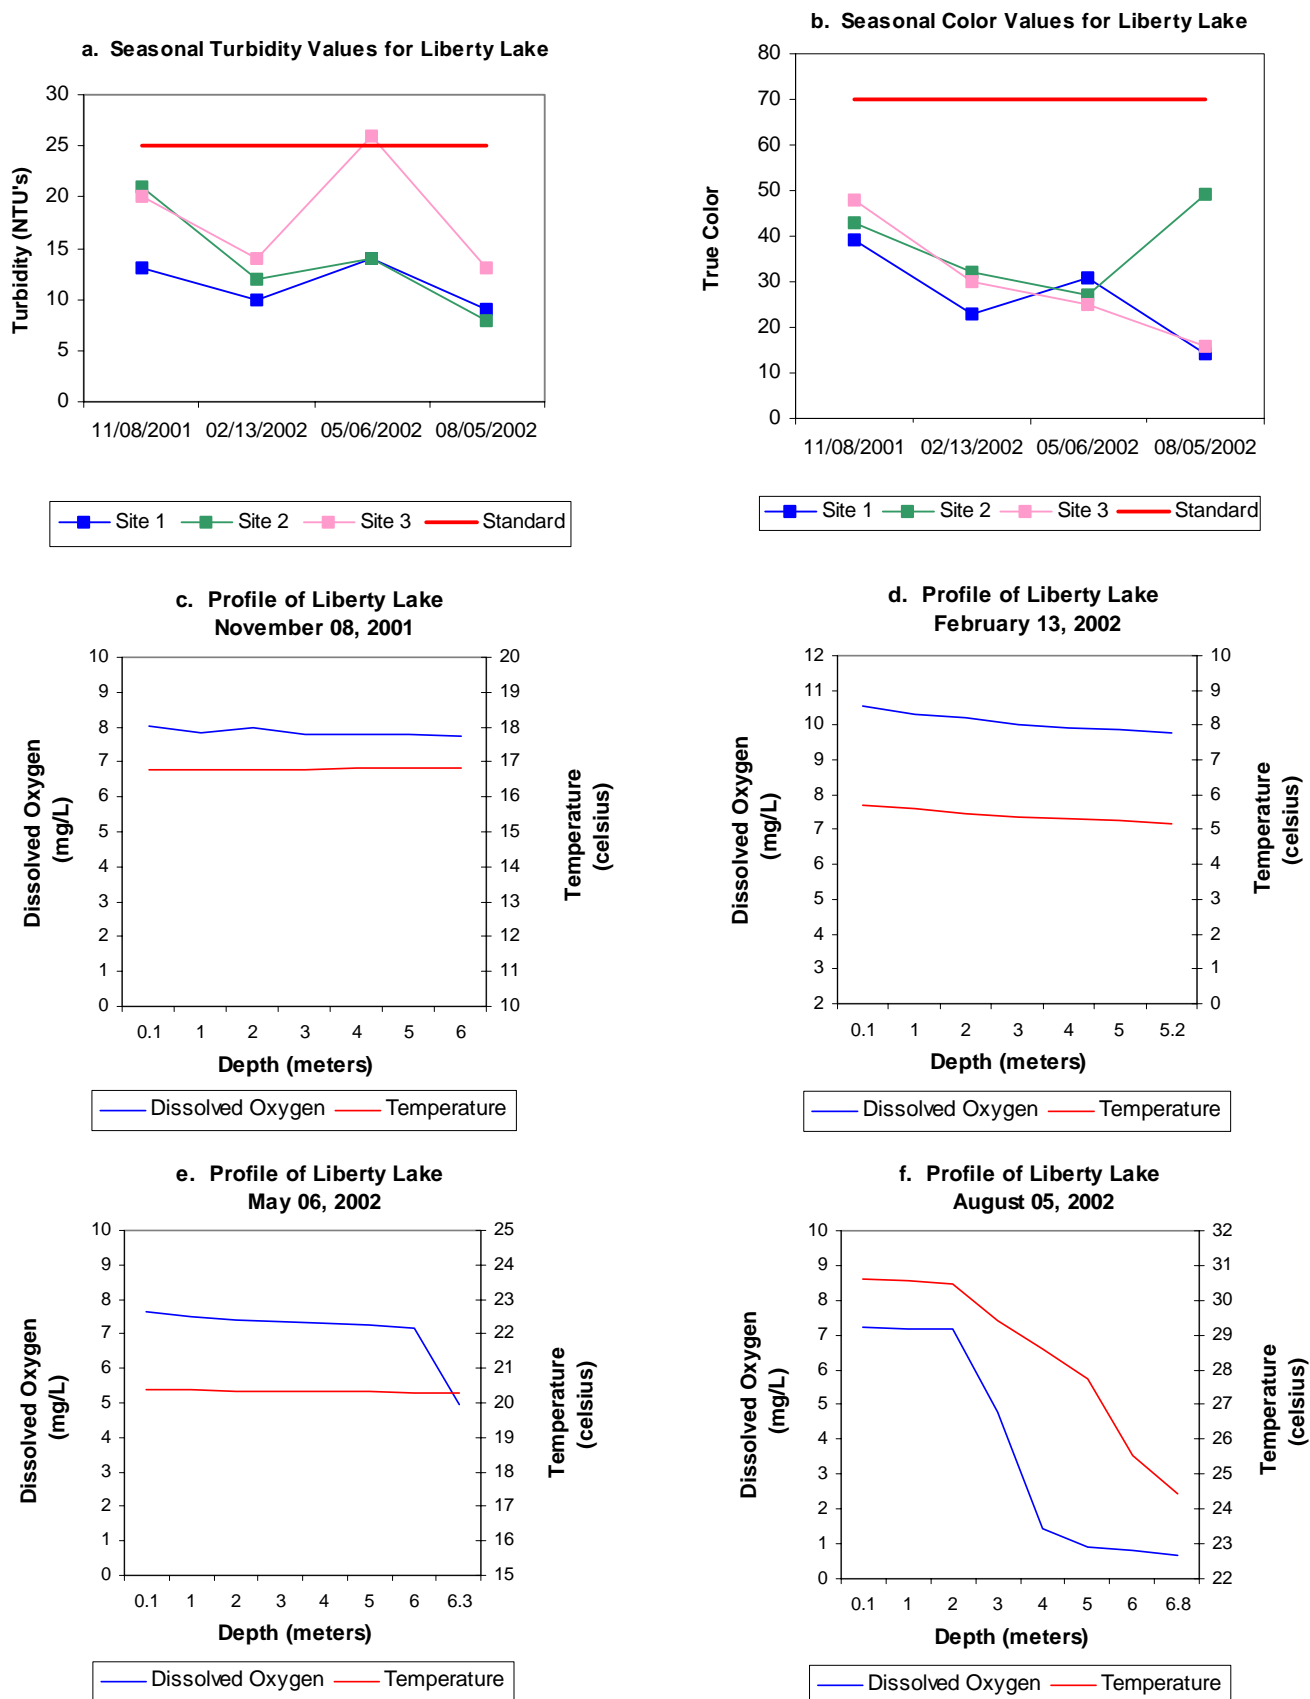 a. Seasonal Turbidity Values for Liberty Lake
30
25
20
15
10
5
0
Turbidity (NTU's)
11/08/2001 02/13/2002 05/06/2002 08/05/2002
Site 1 Site 2 Site 3 Standard
b. Seasonal Color Values for Liberty Lake
80
70
60
50
40
30
20
10
0
True Color
11/08/2001 02/13/2002 05/06/2002 08/05/2002
Site 1 Site 2 Site 3 Standard
c. Profile of Liberty Lake
November 08, 2001
10
9
8
7
6
5
4
3
2
1
0
Dissolved Oxygen
(mg/L)
20
19
18
17
16
15
14
13
12
11
10
Temperature
(celsius)
0.1 1 2 3 4 5 6
Depth (meters)
Dissolved Oxygen Temperature
d. Profile of Liberty Lake
February 13, 2002
12
11
10
9
8
7
6
5
4
3
2
Dissolved Oxygen
(mg/L)
10
9
8
7
6
5
4
3
2
1
0
Temperature
(celsius)
0.1 1 2 3 4 5 5.2
Depth (meters)
Dissolved Oxygen Temperature
e. Profile of Liberty Lake
May 06, 2002
10
9
8
7
6
5
4
3
2
1
0
Dissolved Oxygen
(mg/L)
25
24
23
22
21
20
19
18
17
16
15
Temperature
(celsius)
0.1 1 2 3 4 5 6 6.3
Depth (meters)
Dissolved Oxygen Temperature
f. Profile of Liberty Lake
August 05, 2002
10
9
8
7
6
5
4
3
2
1
0
Dissolved Oxygen
(mg/L)
32
31
30
29
28
27
26
25
24
23
22
Temperature
(celsius)
0.1 1 2 3 4 5 6 6.8
Depth (meters)
Dissolved Oxygen Temperature